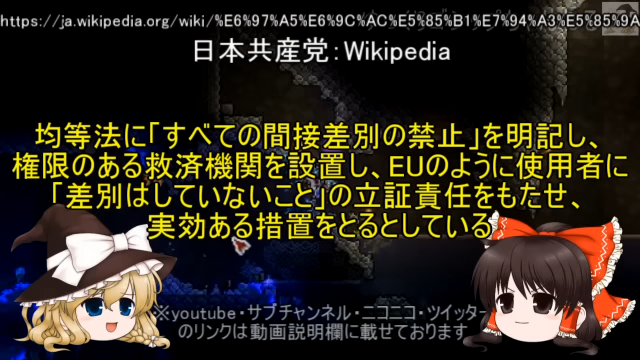 https://ja.wikipedia.org/wiki/%E6%97%A5%E6%9C%AC%E5%85%B1%E7%94%A3%E5%85%9A
日本共産党：Wikipedia
均等法に「すべての間接差別の禁止」を明記し、
権限のある救済機関を設置し、EUのように使用者に
「差別はしていないこと」の立証責任をもたせ、
実効ある措置をとるとしている
※youtube・サブチャンネル・ニコニコ・ツイッター
のリンクは動画説明欄に載せております